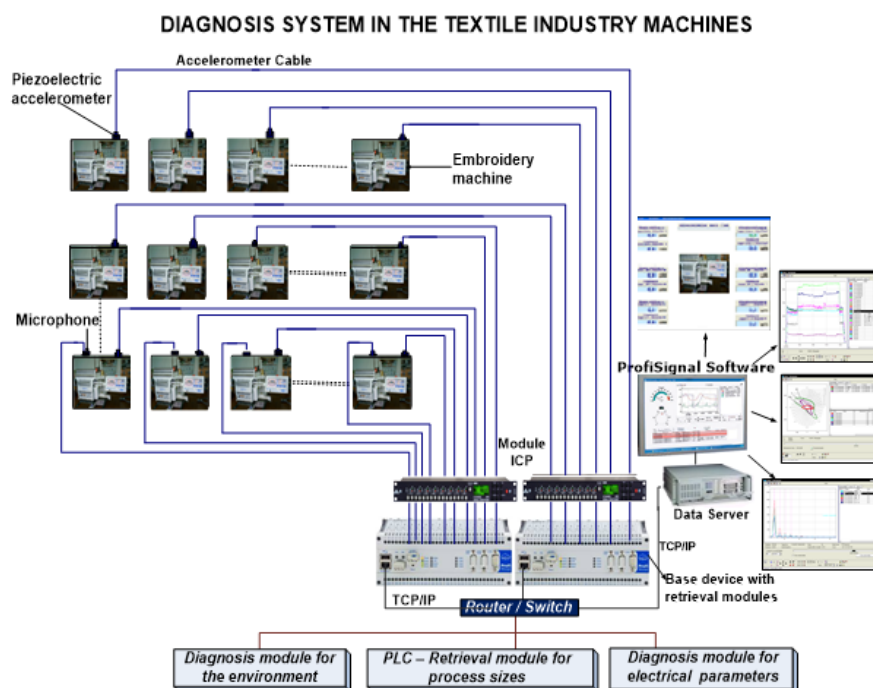 DIAGNOSIS SYSTEM IN THE TEXTILE INDUSTRY MACHINES
Accelerometer Cable
Piezoelectric
accelerometer
Embroidery
machine
Microphone
ProfiSignal Software
Module
ICP
Data Server
TCP/IP
Base device with
retrieval modules
TCP/IP
Router / Switch
Diagnosis module for
the environment
PLC – Retrieval module for
process sizes
Diagnosis module for
electrical parameters